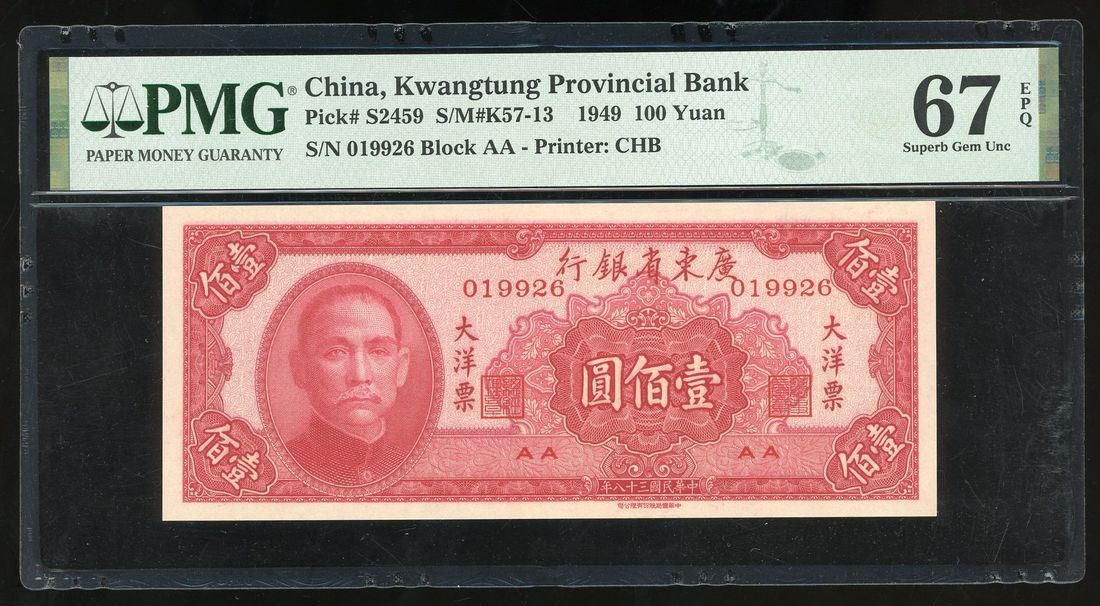 PMG®
PAPER MONEY GUARANTY
China, Kwangtung Provincial Bank
Pick# S2459 S/M#K57-13 1949 100 Yuan
S/N 019926 Block AA - Printer: CHB
67
EPQ
Superb Gem Unc
廣東省銀行
019926 019926
壹佰
壹佰
大洋票
大洋票
壹佰圓
壹佰
壹佰
AA AA
中華民國三十八年